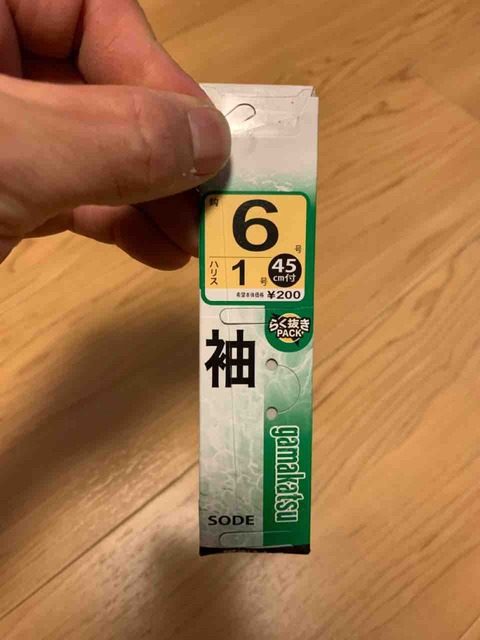 鈎
6号
ハリス
1号
45
cm付
希望本体価格 ¥200
らく抜き
PACK
袖
gamakatsu
SODE